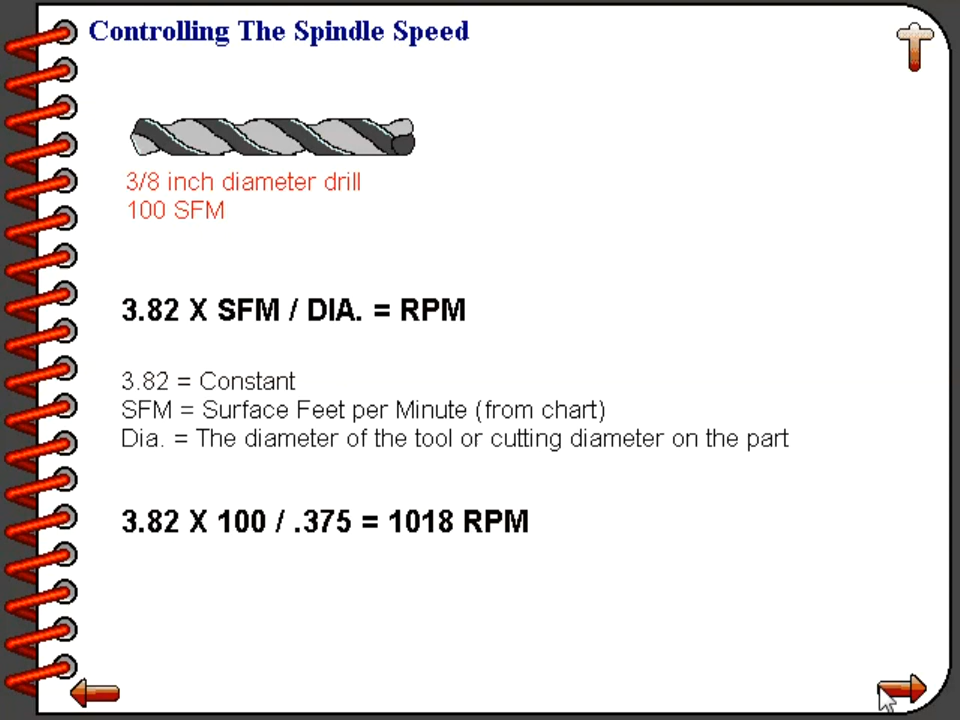 Controlling The Spindle Speed
3/8 inch diameter drill
100 SFM
3.82 X SFM / DIA. = RPM
3.82 = Constant
SFM = Surface Feet per Minute (from chart)
Dia. = The diameter of the tool or cutting diameter on the part
3.82 X 100 / .375 = 1018 RPM